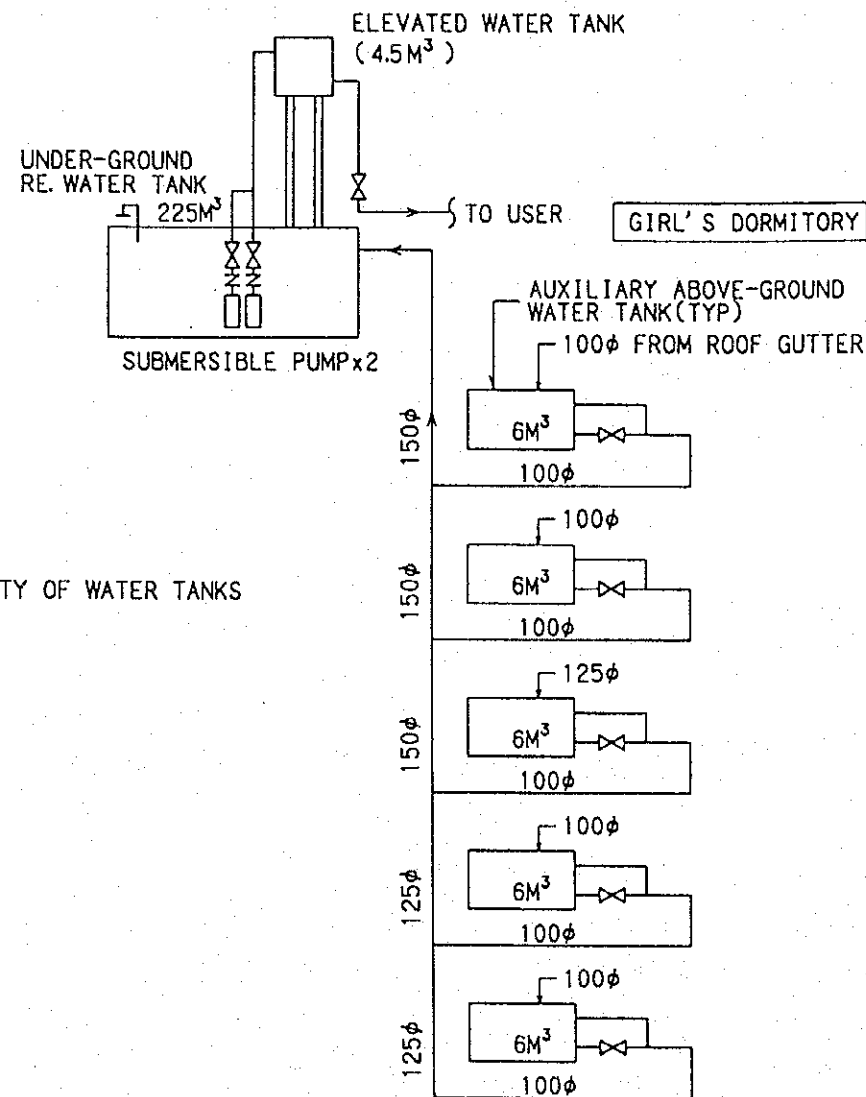 ELEVATED WATER TANK
(4.5M³)
UNDER-GROUND
RE. WATER TANK
225M³
TO USER
GIRL'S DORMITORY
AUXILIARY ABOVE-GROUND
WATER TANK(TYP)
100φ FROM ROOF GUTTER
SUBMERSIBLE PUMPx2
150φ
6M³
100φ
100φ
150φ
6M³
100φ
TY OF WATER TANKS
125φ
150φ
6M³
100φ
100φ
125φ
6M³
100φ
100φ
125φ
6M³
100φ